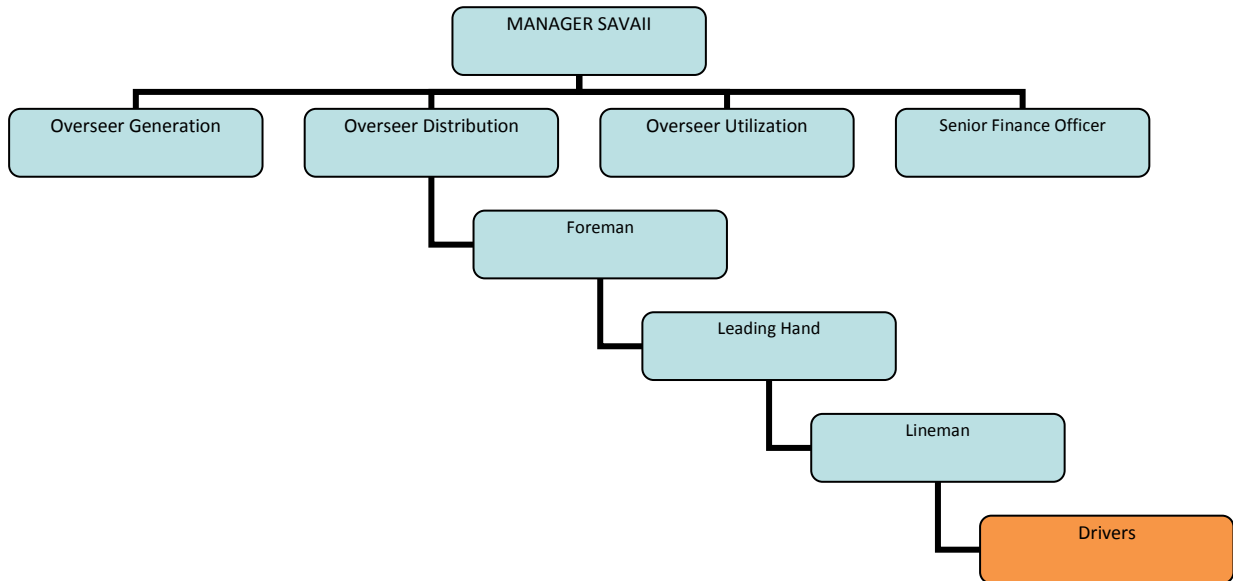 MANAGER SAVAII
Overseer Generation
Overseer Distribution
Overseer Utilization
Senior Finance Officer
Foreman
Leading Hand
Lineman
Drivers